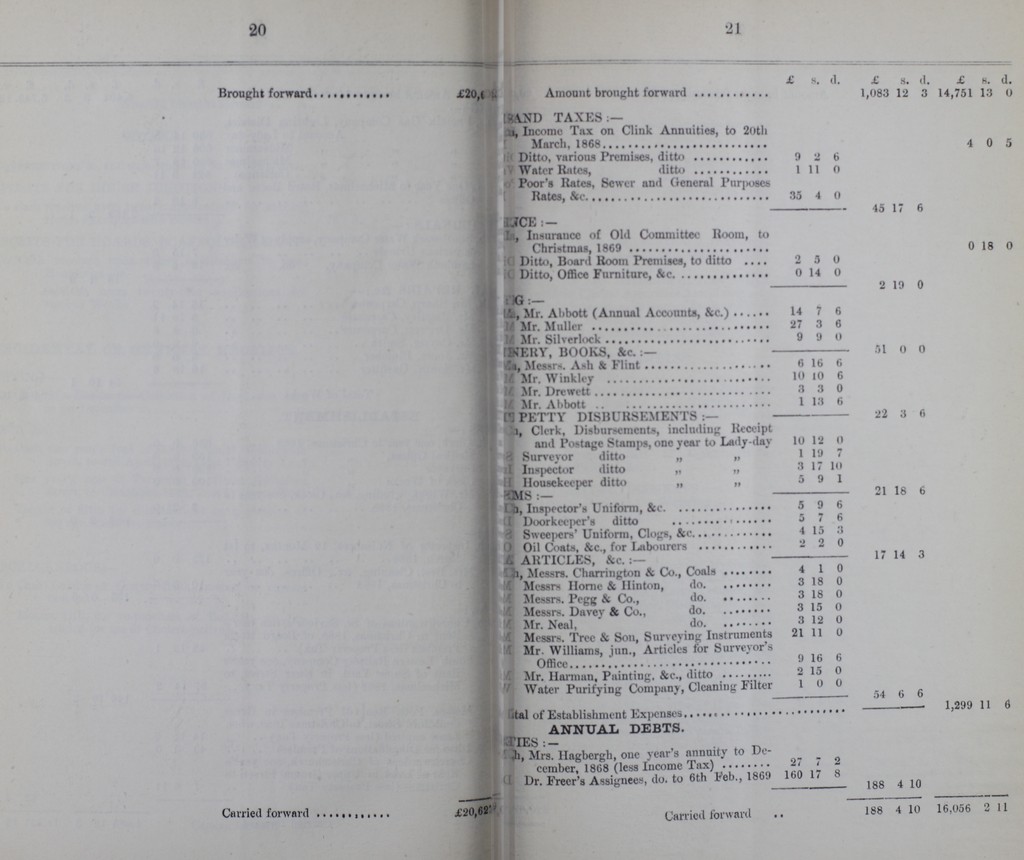 20
Brought forward............ £20,6
Carried forward ............ £20,62
21
£ s. d. £ s. d. £ s. d.
Amount brought forward ............ 1,083 12 3 14,751 13 0
AND TAXES :—
Income Tax on Clink Annuities, to 20th
March, 1868........................ 4 0 5
Ditto, various Premises, ditto ............ 9 2 6
Water Rates, ditto ............ 1 11 0
Poor's Rates, Sewer and General Purposes
Rates, &c............................. 35 4 0
45 17 6
NCE :—
Insurance of Old Committee Room, to
Christmas, 1869 ...................... 0 18 0
Ditto, Board Room Premises, to ditto .... 2 5 0
Ditto, Office Furniture, &c. .............. 0 14 0
2 19 0
G :—
Mr. Abbott (Annual Accounts, &c.) ...... 14 7 6
Mr. Muller ........................... 27 3 6
Mr. Silverlock ......................... 9 9 0
NERY, BOOKS, &c. :—
51 0 0
Messrs. Ash & Flint .................... 6 16 6
Mr. Winkley ......................... 10 10 6
Mr. Drewett ........................... 3 3 0
Mr. Abbott .. ...................... 1 13 6
PETTY DISBURSEMENTS :—
22 3 6
Clerk, Disbursements, including Receipt
and Postage Stamps, one year to Lady-day 10 12 0
Surveyor ditto „ „ 1 19 7
Inspector ditto „ „ 3 17 10
Housekeeper ditto „ „ 5 9 1
MS :—
21 18 6
Inspector's Uniform, &c. ............... 5 9 6
Doorkeeper's ditto ................ 5 7 6
Sweepers' Uniform, Clogs, &c............. 4 15 3
Oil Coats, &c., for Labourers ............ 2 2 0
ARTICLES, &c. :—
17 14 3
Messrs. Charrington & Co., Coals ........ 4 1 0
Messrs Horne & Hinton, do. ........ 3 18 0
Messrs. Pegg & Co., do. ........ 3 18 0
Messrs. Davey & Co., do. ........ 3 15 0
Mr. Neal, do. ........ 3 12 0
Messrs. Tree & Son, Surveying Instruments 21 11 0
Mr. Williams, jun., Articles for Surveyor's
Office................................ 9 16 6
Mr. Harman, Painting, &c., ditto ......... 2 15 0
Water Purifying Company, Cleaning Filter 1 0 0
54 6 6
tal of Establishment Expenses........................... 1,299 11 6
ANNUAL DEBTS.
TIES :—
Mrs. Hagbergh, one year's annuity to De-
cember, 1868 (less Income Tax) ........ 27 7 2
Dr. Freer's Assignees, do. to 6th Feb., 1869 160 17 8
188 4 10
Carried forward .. 188 4 10 16,056 2 11